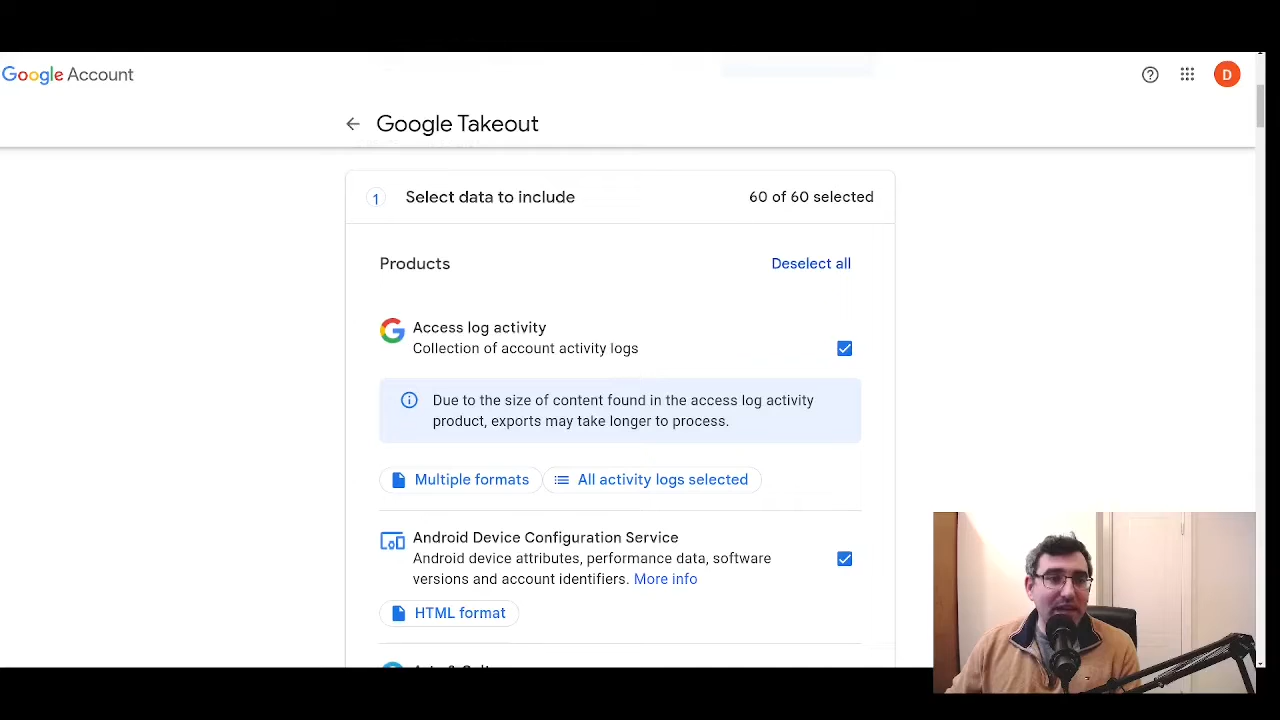 Google Account
D
Google Takeout
1
Select data to include
60 of 60 selected
Products
Deselect all
Access log activity
Collection of account activity logs
Due to the size of content found in the access log activity
product, exports may take longer to process.
Multiple formats
All activity logs selected
Android Device Configuration Service
Android device attributes, performance data, software
versions and account identifiers. More info
HTML format